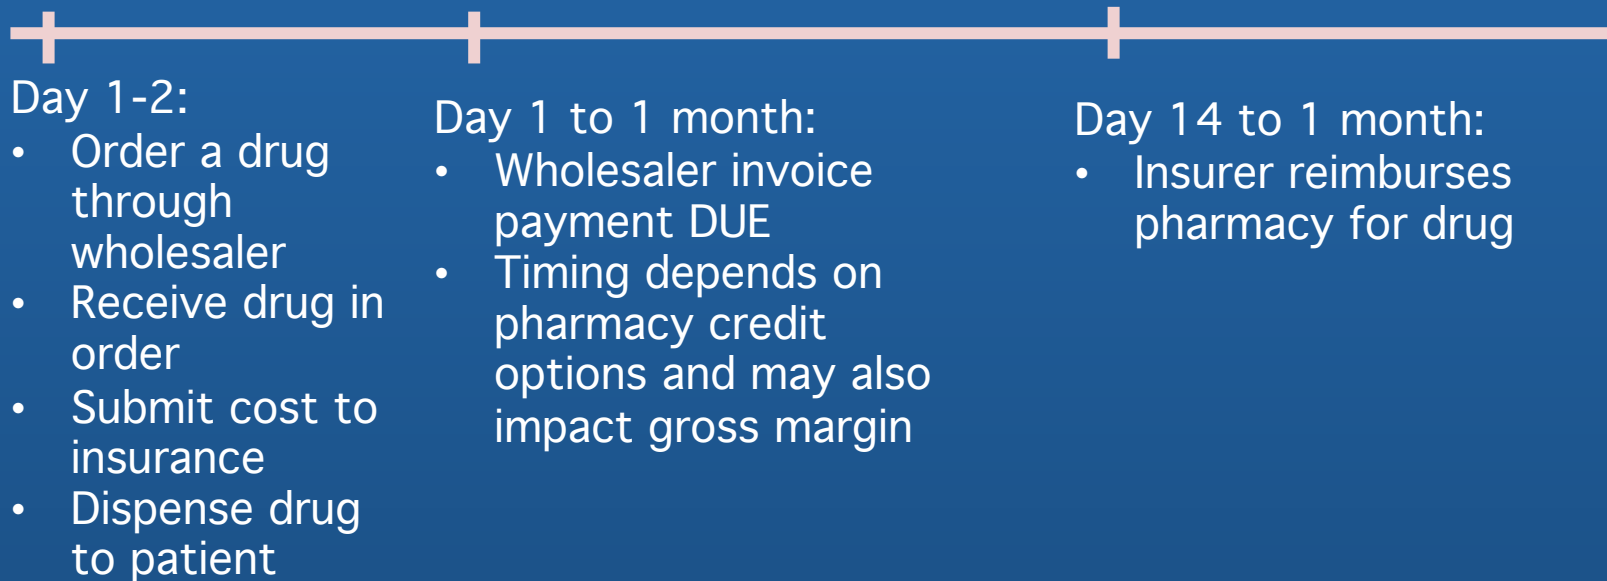 Day 1-2:
• Order a drug
through
wholesaler
• Receive drug in
order
• Submit cost to
insurance
• Dispense drug
to patient
Day 1 to 1 month:
• Wholesaler invoice
payment DUE
• Timing depends on
pharmacy credit
options and may also
impact gross margin
Day 14 to 1 month:
• Insurer reimburses
pharmacy for drug